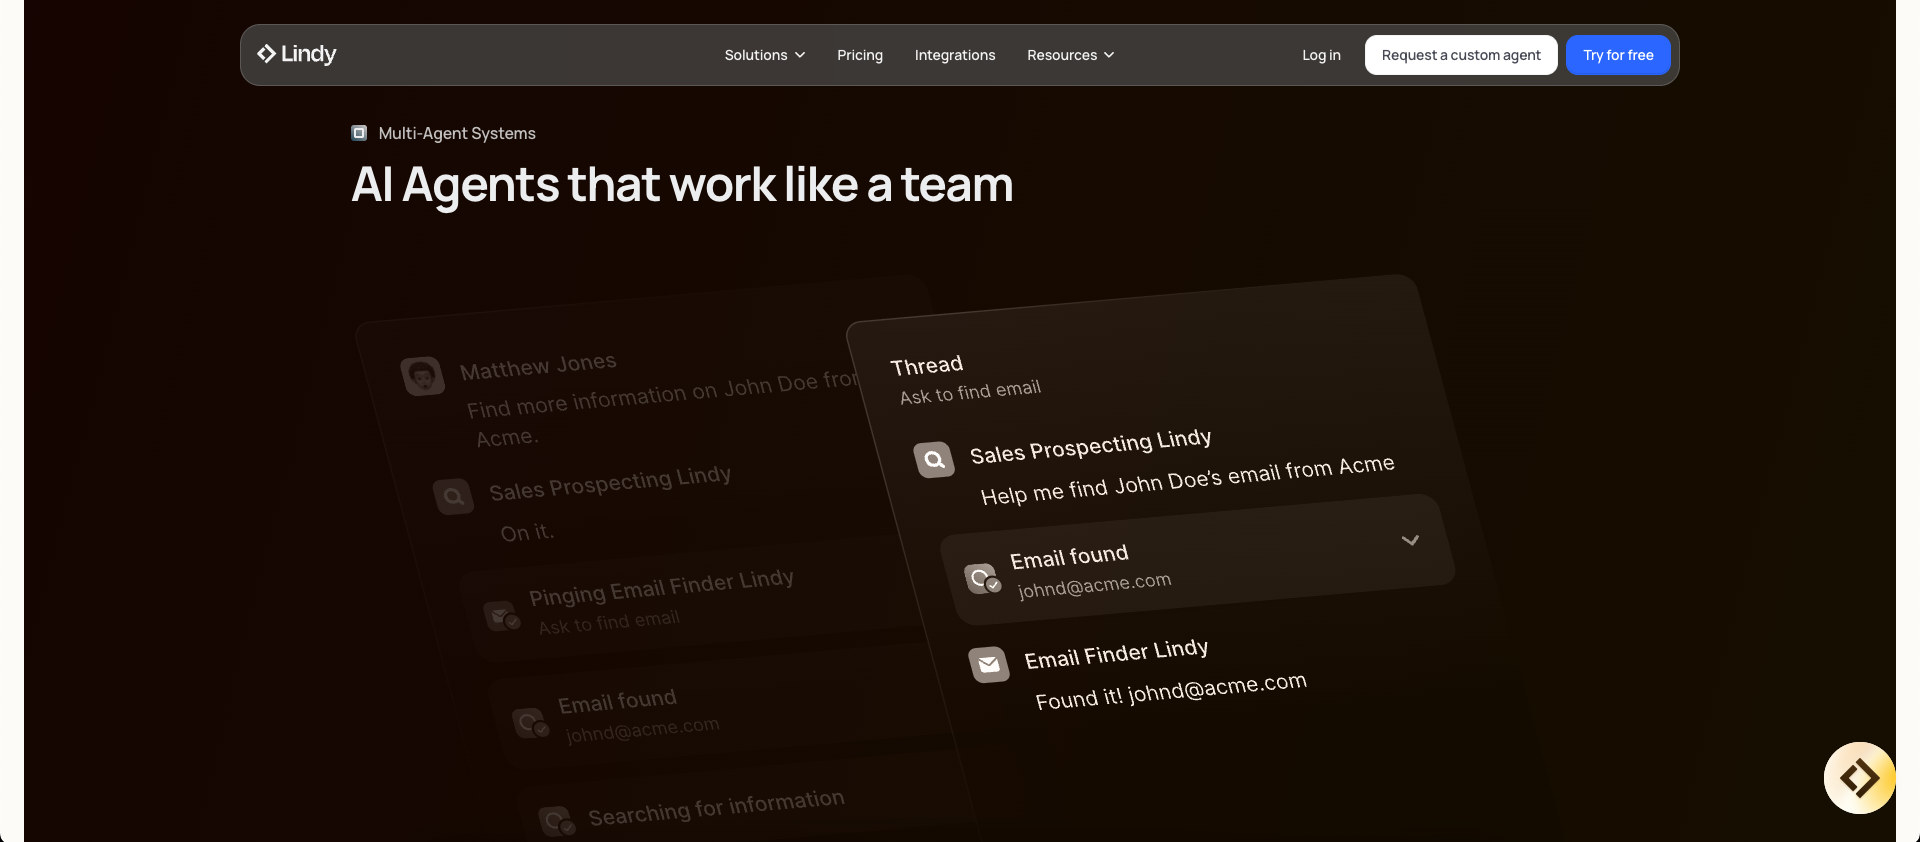 Lindy
Solutions
Pricing
Integrations
Resources
Log in
Request a custom agent
Try for free
Multi-Agent Systems
AI Agents that work like a team
Matthew Jones
Find more information on John Doe from
Acme.
Sales Prospecting Lindy
On it.
Pinging Email Finder Lindy
Ask to find email
Email found
johnd@acme.com
Searching for information
Thread
Ask to find email
Sales Prospecting Lindy
Help me find John Doe's email from Acme
Email found
johnd@acme.com
Email Finder Lindy
Found it! johnd@acme.com